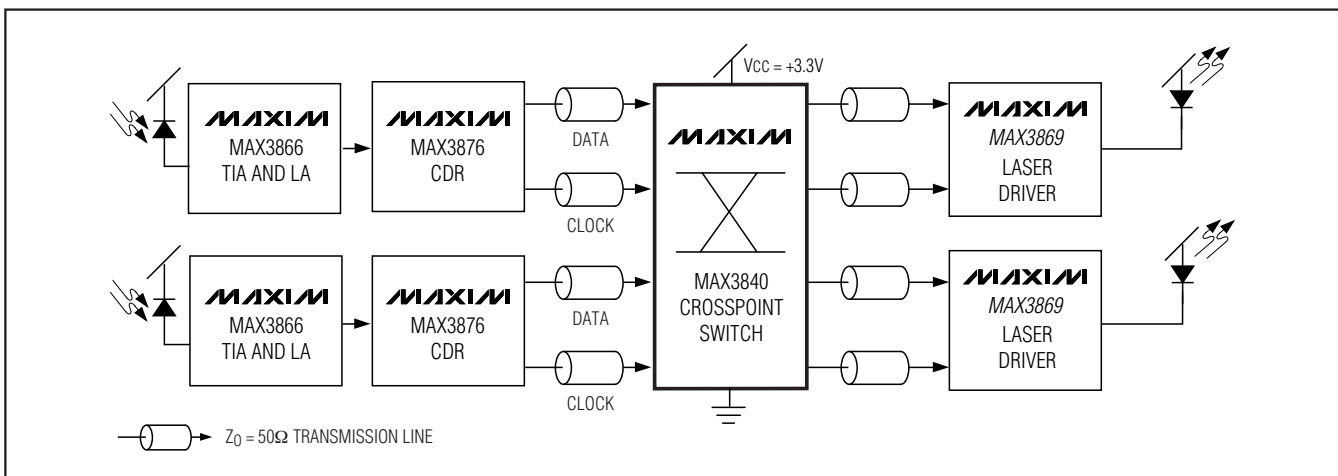 VCC = +3.3V
MAXIM
MAX3866
TIA AND LA
MAXIM
MAX3876
CDR
DATA
CLOCK
MAXIM
MAX3840
CROSSPOINT
SWITCH
MAXIM
MAX3869
LASER
DRIVER
MAXIM
MAX3866
TIA AND LA
MAXIM
MAX3876
CDR
DATA
CLOCK
MAXIM
MAX3869
LASER
DRIVER
Z0 = 50Ω TRANSMISSION LINE